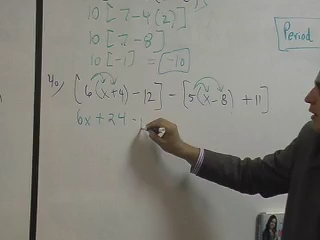 10[7-4(2)]
10[7-8]
10[-1] = -10
Period
40) [6(x+4)-12] - [5(x-8)+11]
6x+24-